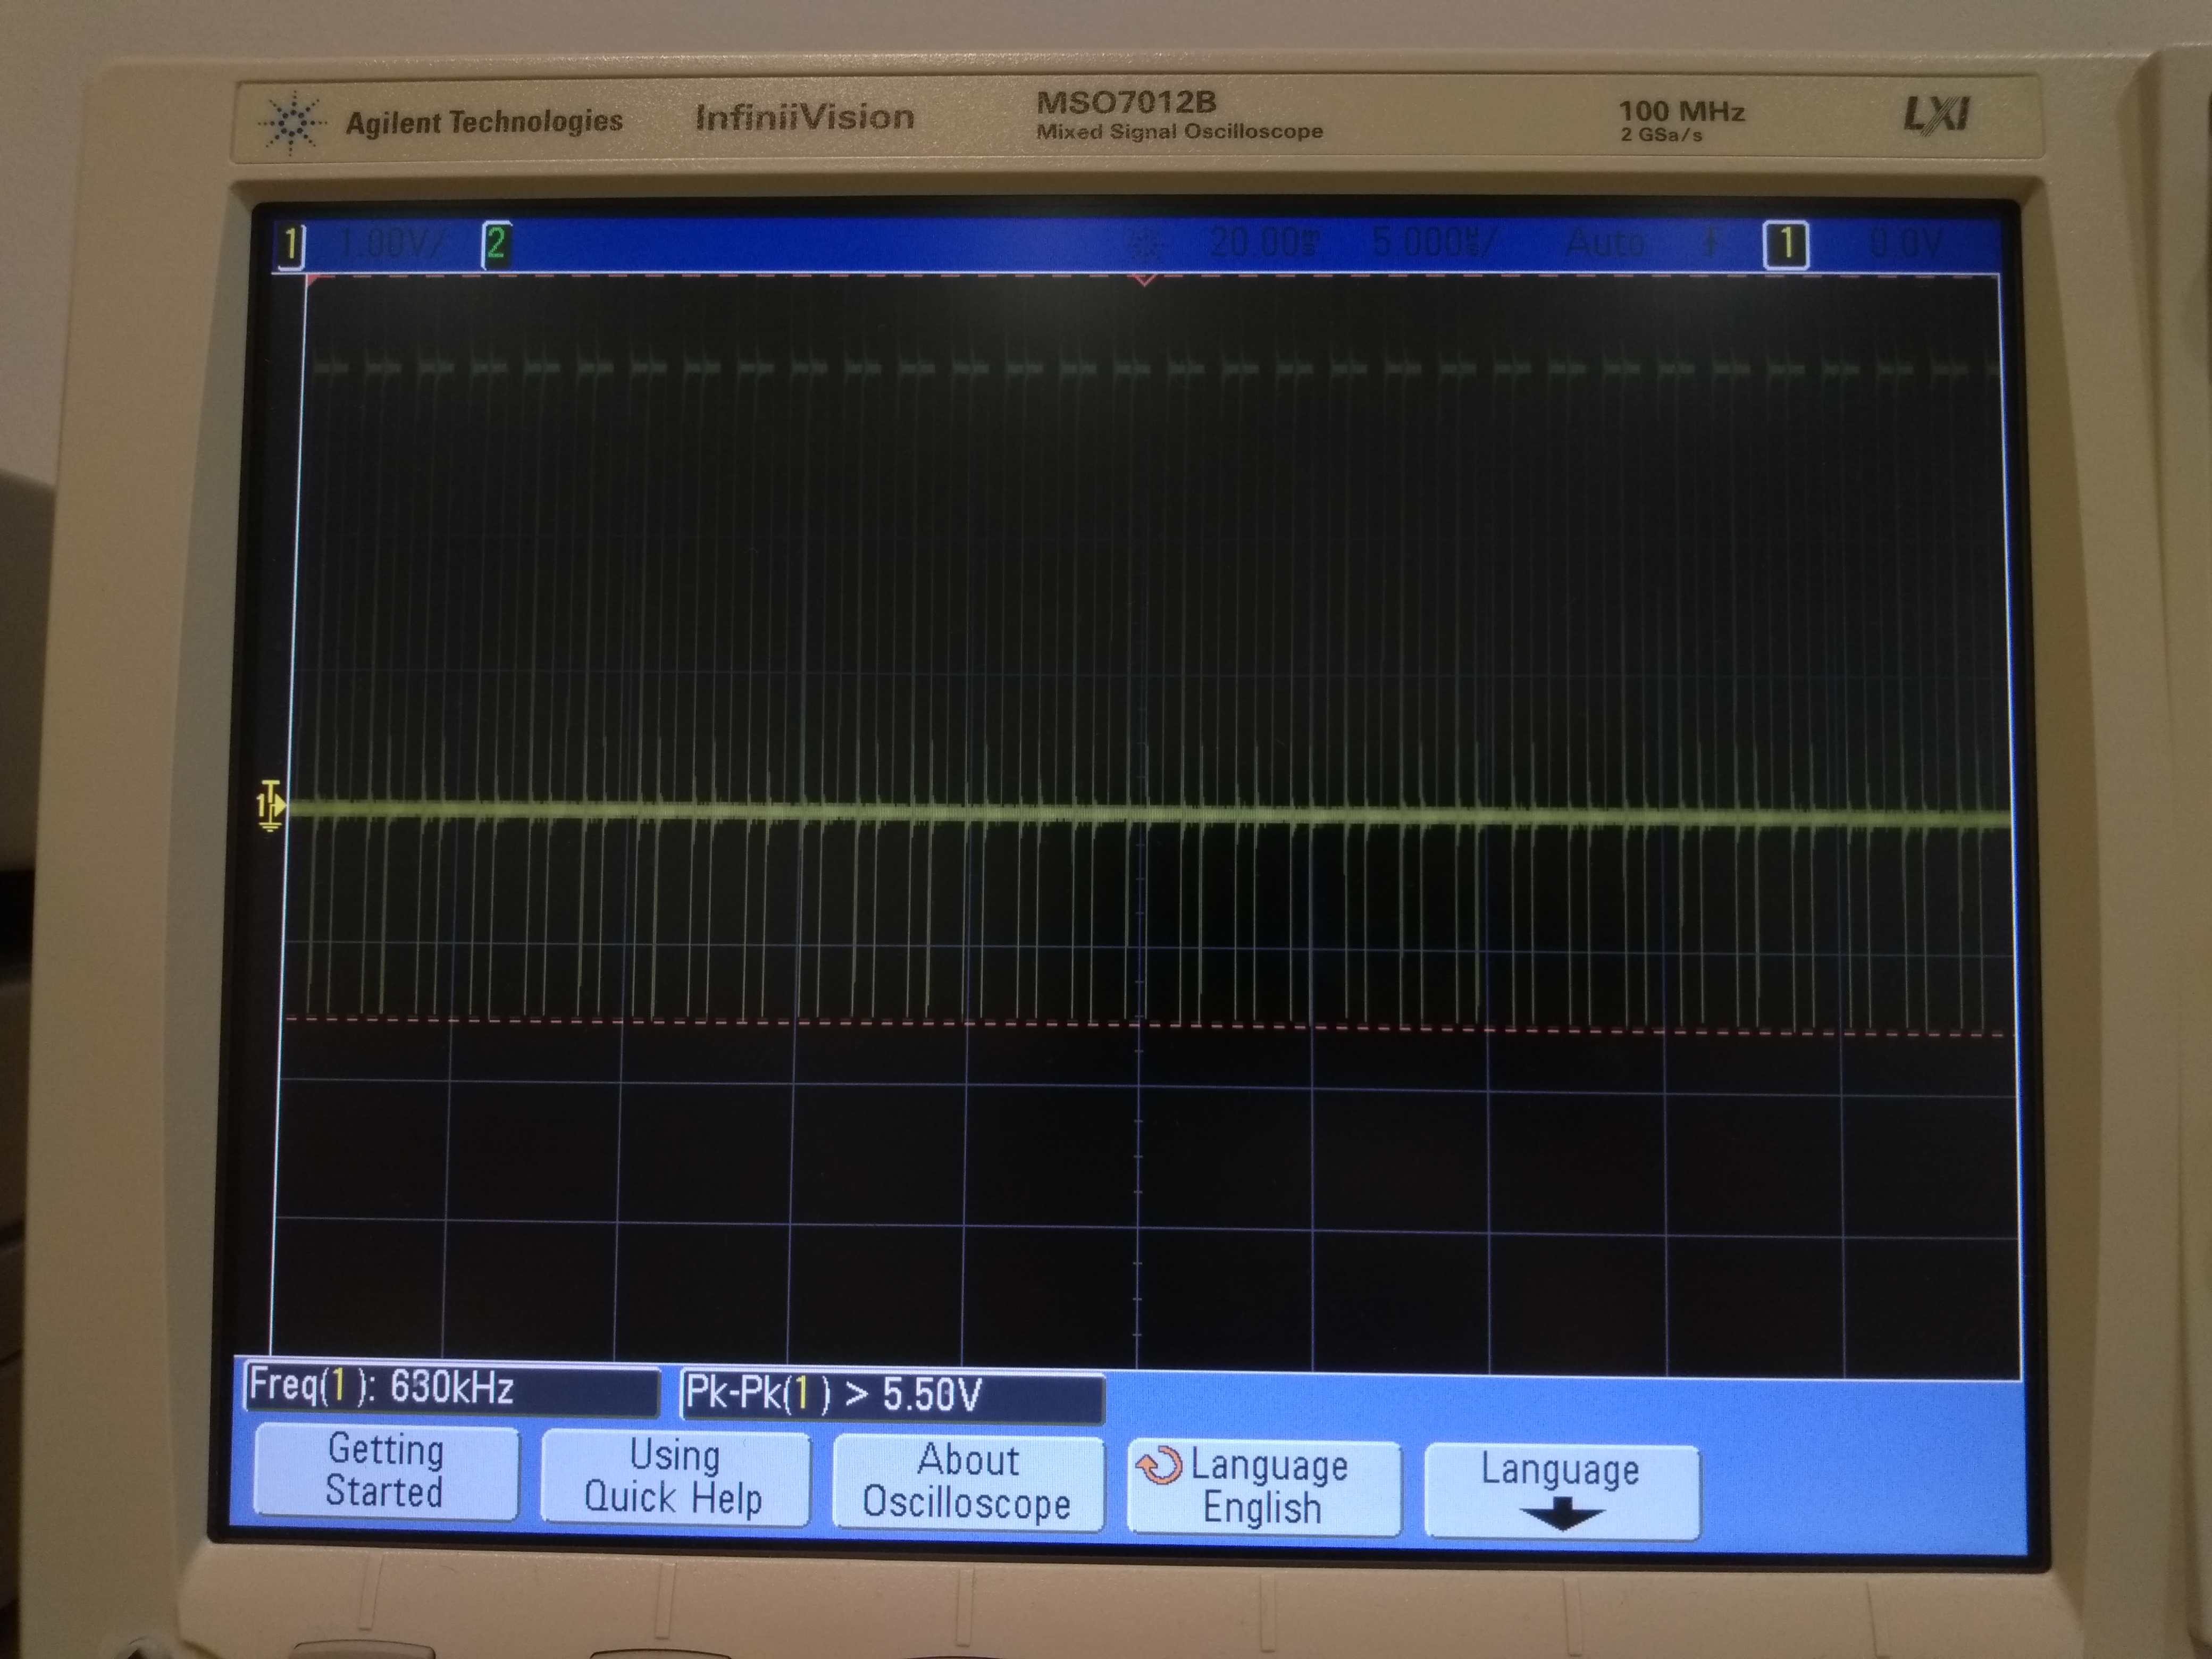 Agilent Technologies InfiniiVision MSO7012B 100 MHz LXI
Mixed Signal Oscilloscope 2 GSa/s
1 1.00V/ 2 20.00 5.000 / Auto 1 0.0V
T
1
Freq(1): 630kHz Pk-Pk(1) > 5.50V
Getting Started
Using Quick Help
About Oscilloscope
Language English
Language